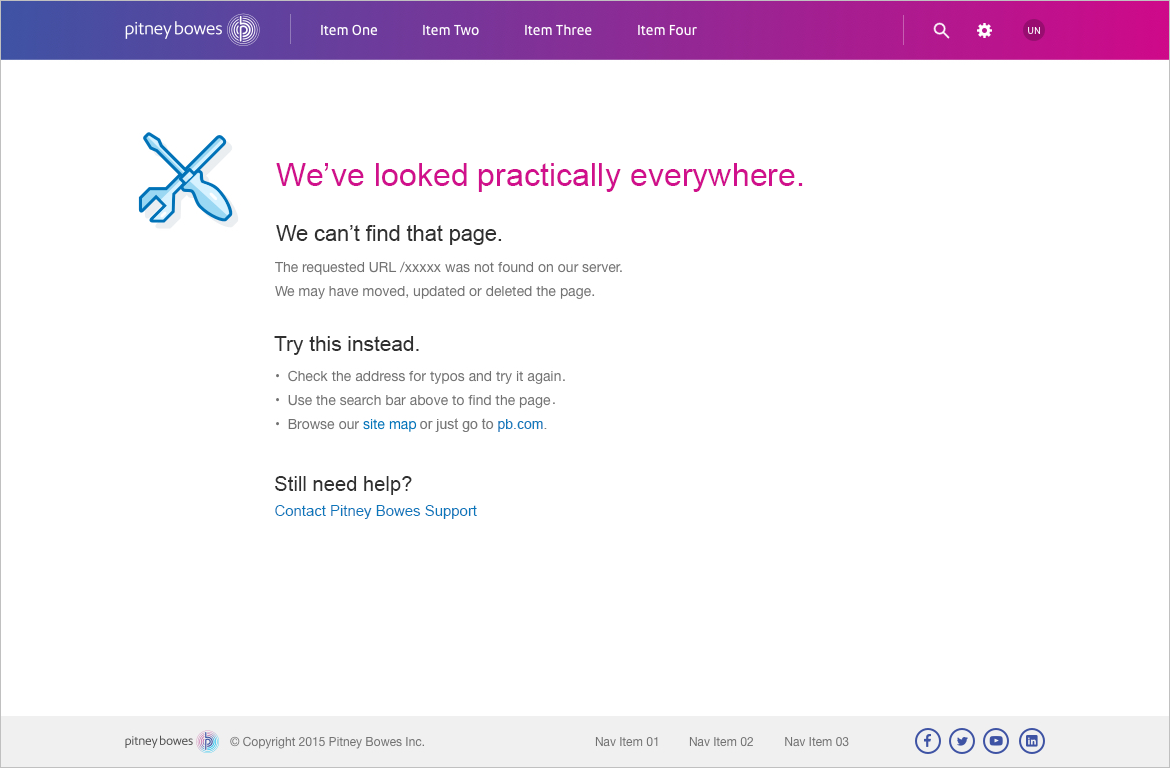 pitney bowes
Item One
Item Two
Item Three
Item Four
UN
We’ve looked practically everywhere.
We can’t find that page.
The requested URL /xxxxx was not found on our server.
We may have moved, updated or deleted the page.
Try this instead.
• Check the address for typos and try it again.
• Use the search bar above to find the page.
• Browse our site map or just go to pb.com.
Still need help?
Contact Pitney Bowes Support
pitney bowes
© Copyright 2015 Pitney Bowes Inc.
Nav Item 01
Nav Item 02
Nav Item 03